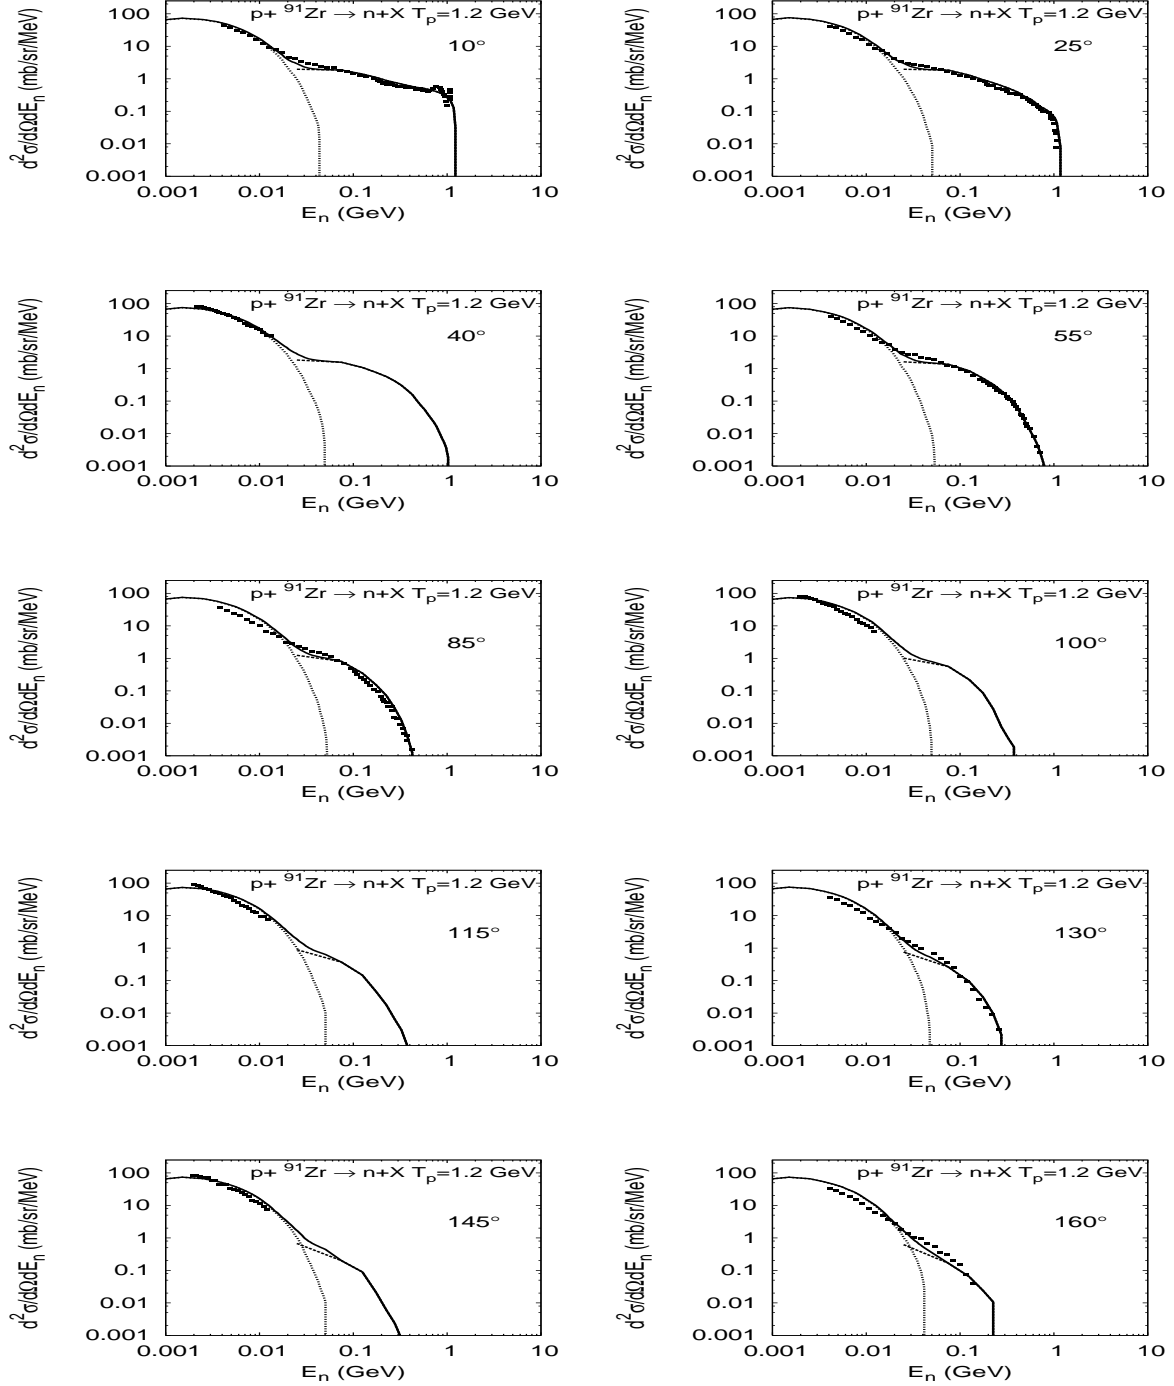 d²σ/dΩdEₙ (mb/sr/MeV)
p+ ⁹¹Zr → n+X Tₚ=1.2 GeV
10°
100
10
1
0.1
0.01
0.001
0.001 0.01 0.1 1 10
Eₙ (GeV)
d²σ/dΩdEₙ (mb/sr/MeV)
p+ ⁹¹Zr → n+X Tₚ=1.2 GeV
25°
100
10
1
0.1
0.01
0.001
0.001 0.01 0.1 1 10
Eₙ (GeV)
d²σ/dΩdEₙ (mb/sr/MeV)
p+ ⁹¹Zr → n+X Tₚ=1.2 GeV
40°
100
10
1
0.1
0.01
0.001
0.001 0.01 0.1 1 10
Eₙ (GeV)
d²σ/dΩdEₙ (mb/sr/MeV)
p+ ⁹¹Zr → n+X Tₚ=1.2 GeV
55°
100
10
1
0.1
0.01
0.001
0.001 0.01 0.1 1 10
Eₙ (GeV)
d²σ/dΩdEₙ (mb/sr/MeV)
p+ ⁹¹Zr → n+X Tₚ=1.2 GeV
85°
100
10
1
0.1
0.01
0.001
0.001 0.01 0.1 1 10
Eₙ (GeV)
d²σ/dΩdEₙ (mb/sr/MeV)
p+ ⁹¹Zr → n+X Tₚ=1.2 GeV
100°
100
10
1
0.1
0.01
0.001
0.001 0.01 0.1 1 10
Eₙ (GeV)
d²σ/dΩdEₙ (mb/sr/MeV)
p+ ⁹¹Zr → n+X Tₚ=1.2 GeV
115°
100
10
1
0.1
0.01
0.001
0.001 0.01 0.1 1 10
Eₙ (GeV)
d²σ/dΩdEₙ (mb/sr/MeV)
p+ ⁹¹Zr → n+X Tₚ=1.2 GeV
130°
100
10
1
0.1
0.01
0.001
0.001 0.01 0.1 1 10
Eₙ (GeV)
d²σ/dΩdEₙ (mb/sr/MeV)
p+ ⁹¹Zr → n+X Tₚ=1.2 GeV
145°
100
10
1
0.1
0.01
0.001
0.001 0.01 0.1 1 10
Eₙ (GeV)
d²σ/dΩdEₙ (mb/sr/MeV)
p+ ⁹¹Zr → n+X Tₚ=1.2 GeV
160°
100
10
1
0.1
0.01
0.001
0.001 0.01 0.1 1 10
Eₙ (GeV)